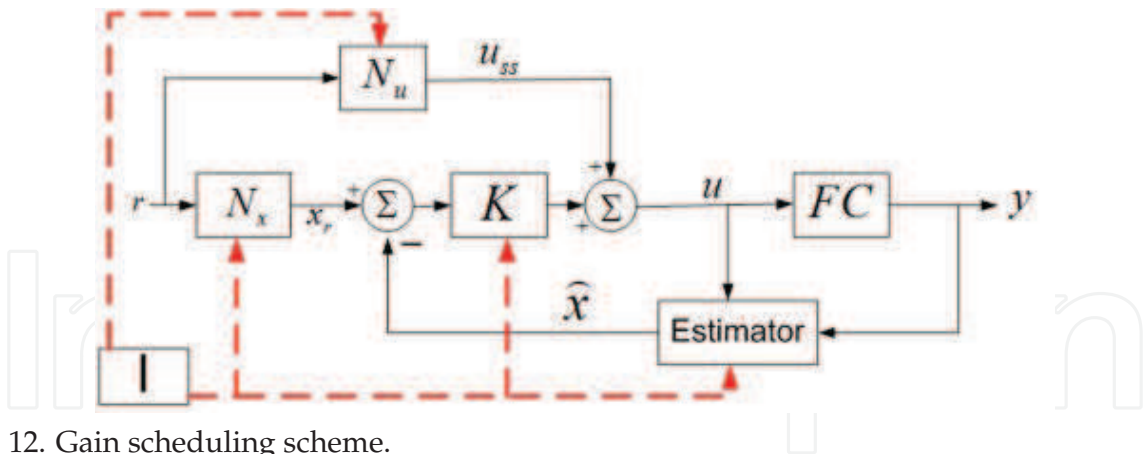 N_u
u_ss
r
N_x
x_r
+
Σ
−
K
+
+
Σ
u
FC
y
x̂
Estimator
I
12. Gain scheduling scheme.